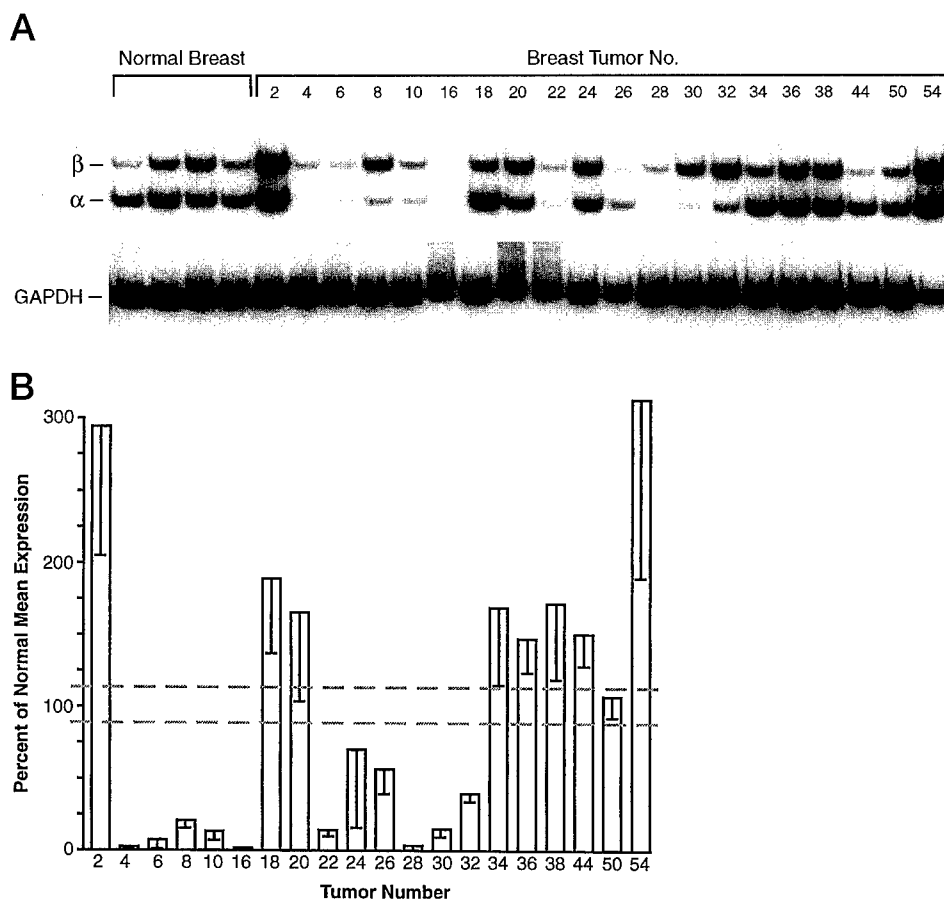 A
Normal Breast Breast Tumor No.
2 4 6 8 10 16 18 20 22 24 26 28 30 32 34 36 38 44 50 54
β –
α –
GAPDH –
B
Percent of Normal Mean Expression
300
200
100
0
2 4 6 8 10 16 18 20 22 24 26 28 30 32 34 36 38 44 50 54
Tumor Number